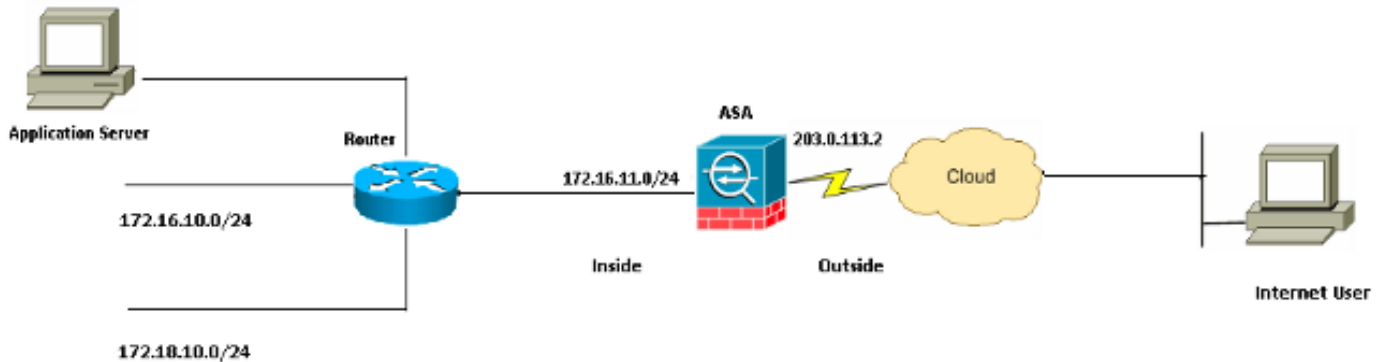 Application Server
Router
172.16.10.0/24
172.18.10.0/24
172.16.11.0/24
Inside
ASA
203.0.113.2
Outside
Cloud
Internet User